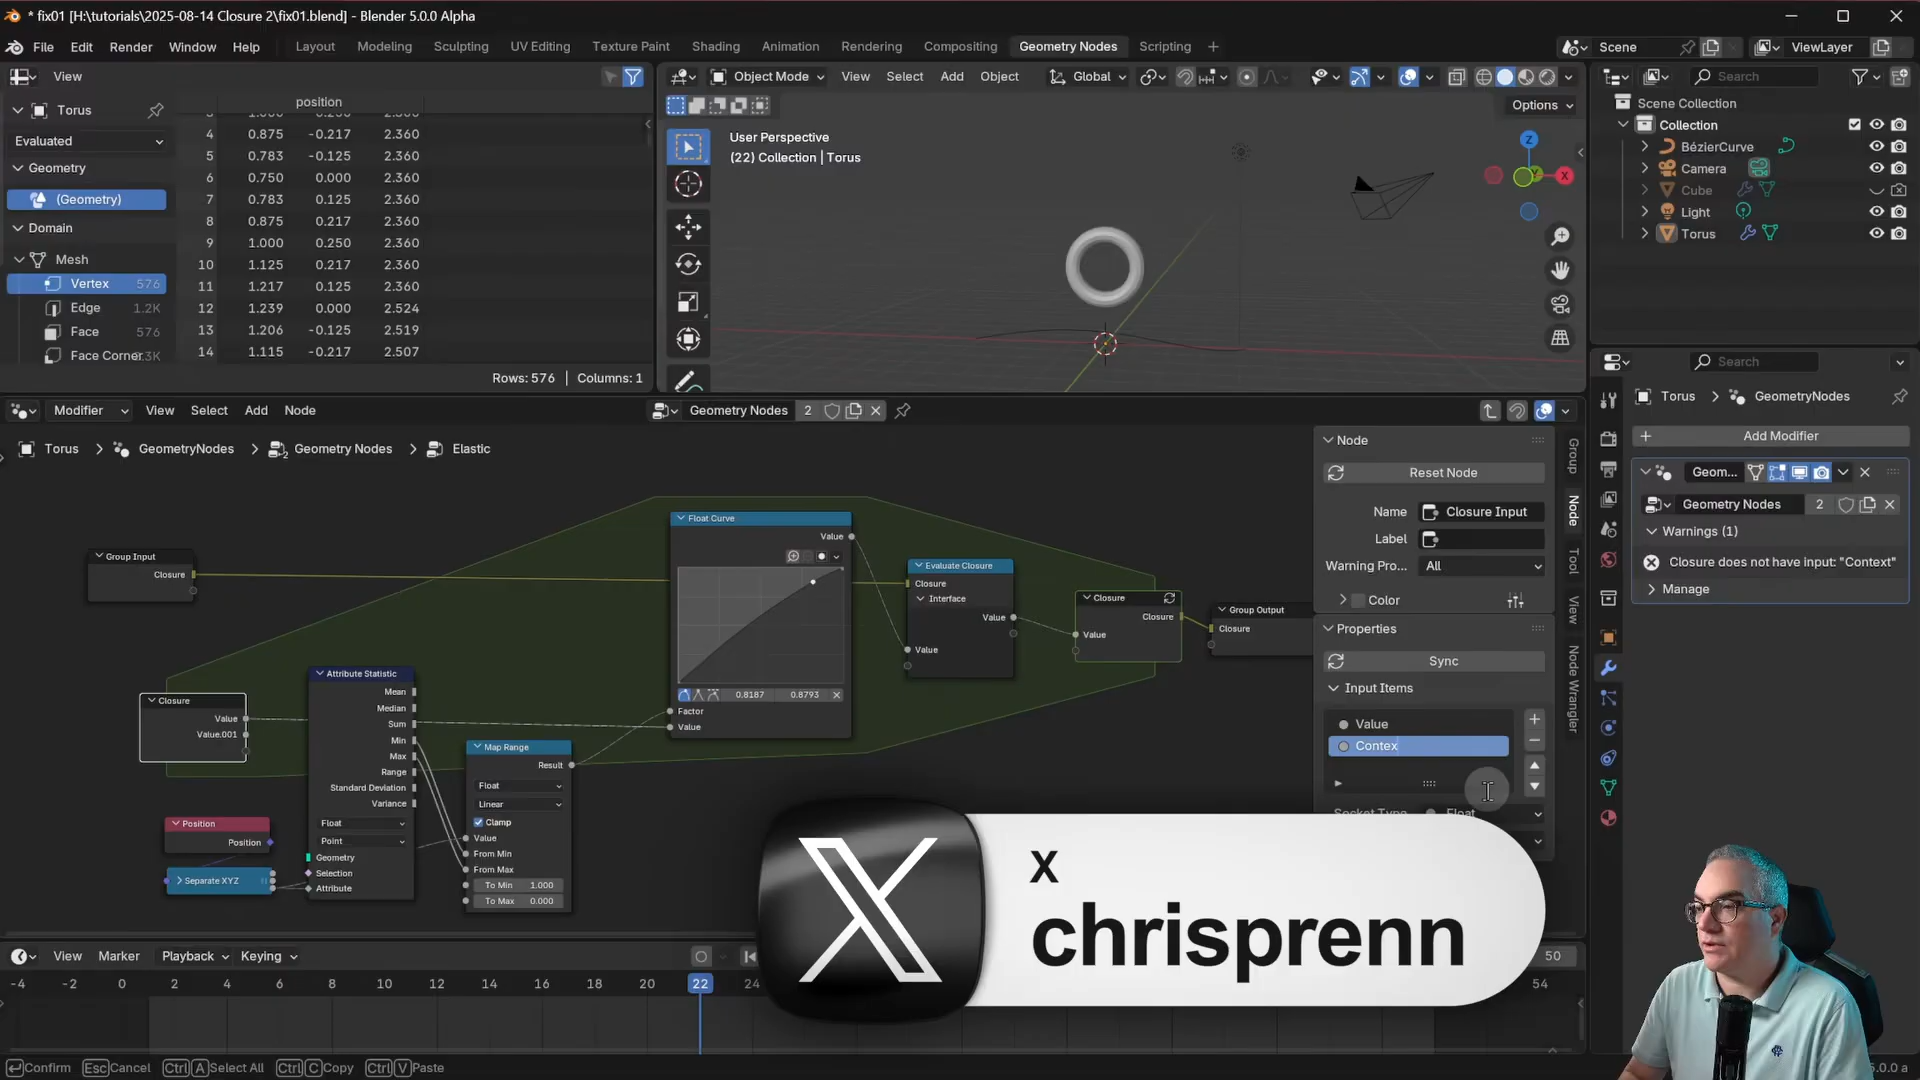 * fix01 [H:\tutorials\2025-08-14 Closure 2\fix01.blend] - Blender 5.0.0 Alpha
File Edit Render Window Help Layout Modeling Sculpting UV Editing Texture Paint Shading Animation Rendering Compositing Geometry Nodes Scripting + Scene ViewLayer
View
Torus
Evaluated
Geometry
(Geometry)
Domain
Mesh
Vertex 576
Edge 1.2K
Face 576
Face Corner
position
4 0.875 -0.217 2.360
5 0.783 -0.125 2.360
6 0.750 0.000 2.360
7 0.783 0.125 2.360
8 0.875 0.217 2.360
9 1.000 0.250 2.360
10 1.125 0.217 2.360
11 1.217 0.125 2.360
12 1.239 0.000 2.524
13 1.206 -0.125 2.519
14 1.115 -0.217 2.507
Rows: 576 | Columns: 1
Object Mode View Select Add Object Global
Options
User Perspective
(22) Collection | Torus
Z
X
Search
Scene Collection
Collection
BézierCurve
Camera
Cube
Light
Torus
Modifier View Select Add Node Geometry Nodes 2
Torus > GeometryNodes > Geometry Nodes > Elastic
Group Input
Closure
Closure
Value
Value.001
Position
Position
Separate XYZ
Attribute Statistic
Mean
Median
Sum
Min
Max
Range
Standard Deviation
Variance
Float
Point
Geometry
Selection
Attribute
Map Range
Result
Float
Linear
Clamp
Value
From Min
From Max
To Min 1.000
To Max 0.000
Float Curve
Value
0.8187 0.8793
Factor
Value
Evaluate Closure
Closure
Interface
Value
Value
Closure
Closure
Value
Group Output
Closure
Node
Reset Node
Name Closure Input
Label
Warning Pro... All
Color
Properties
Sync
Input Items
Value
Contex
Socket Type Float
Group
Node
Tool
View
Node Wrangler
Search
Torus > GeometryNodes
Add Modifier
Geom...
Geometry Nodes 2
Warnings (1)
Closure does not have input: "Context"
Manage
X
chrisprenn
View Marker Playback Keying 50
-4 -2 0 2 4 6 8 10 12 14 16 18 20 22 24 54
Confirm Esc Cancel Ctrl A Select All Ctrl C Copy Ctrl V Paste